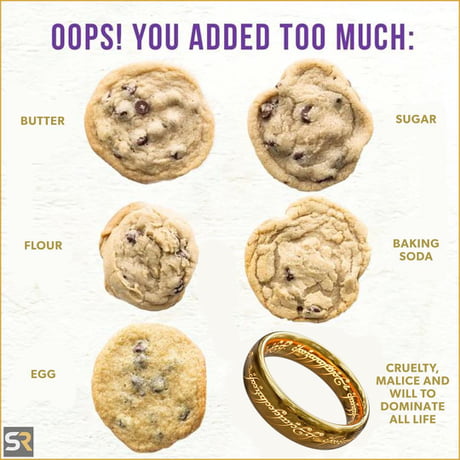 OOPS! YOU ADDED TOO MUCH:
BUTTER
SUGAR
FLOUR
BAKING
SODA
EGG
CRUELTY,
MALICE AND
WILL TO
DOMINATE
ALL LIFE
SR